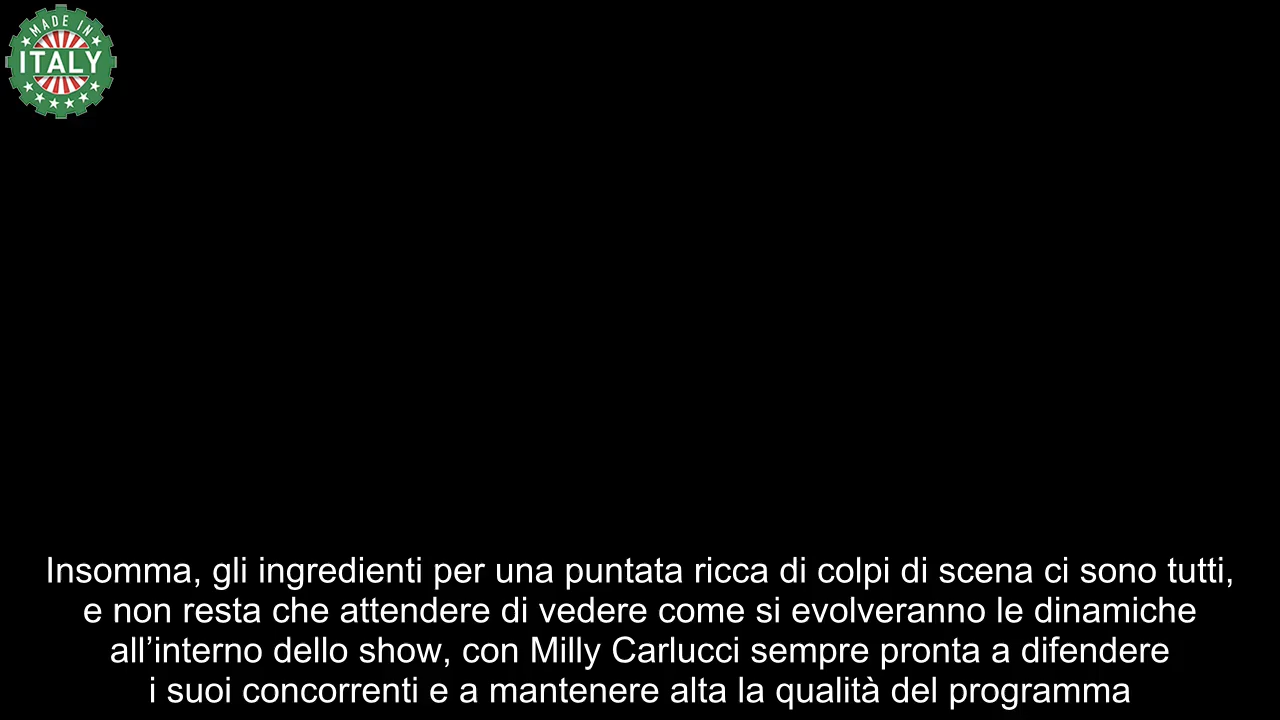 MADE IN
ITALY
Insomma, gli ingredienti per una puntata ricca di colpi di scena ci sono tutti,
e non resta che attendere di vedere come si evolveranno le dinamiche
all’interno dello show, con Milly Carlucci sempre pronta a difendere
i suoi concorrenti e a mantenere alta la qualità del programma